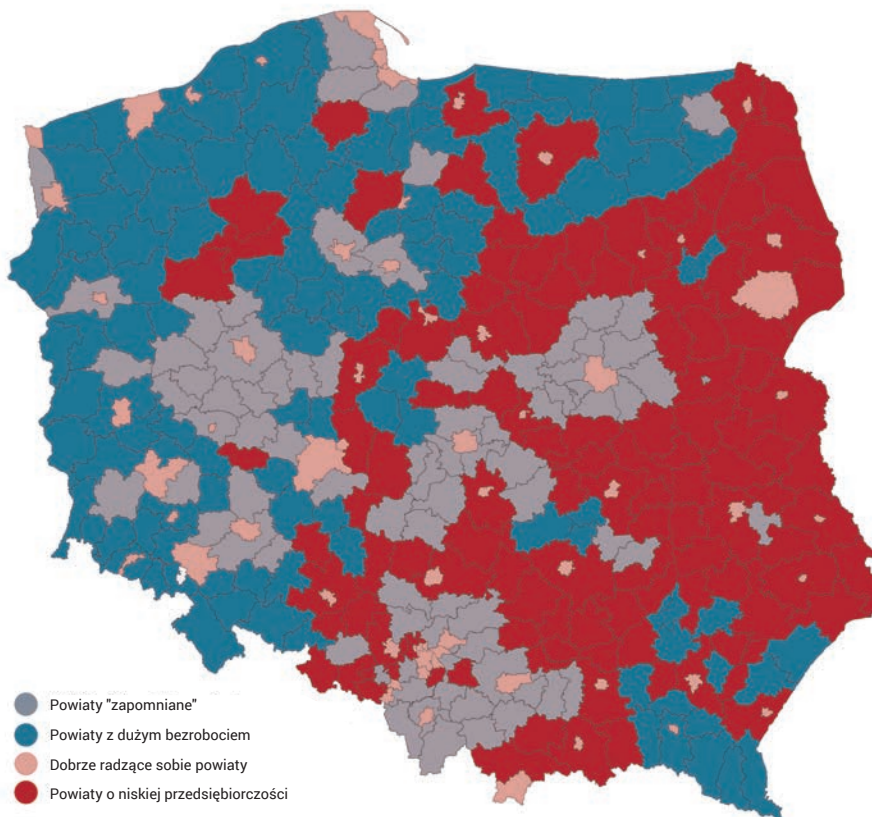 Powiaty "zapomniane"
Powiaty z dużym bezrobociem
Dobrze radzące sobie powiaty
Powiaty o niskiej przedsiębiorczości